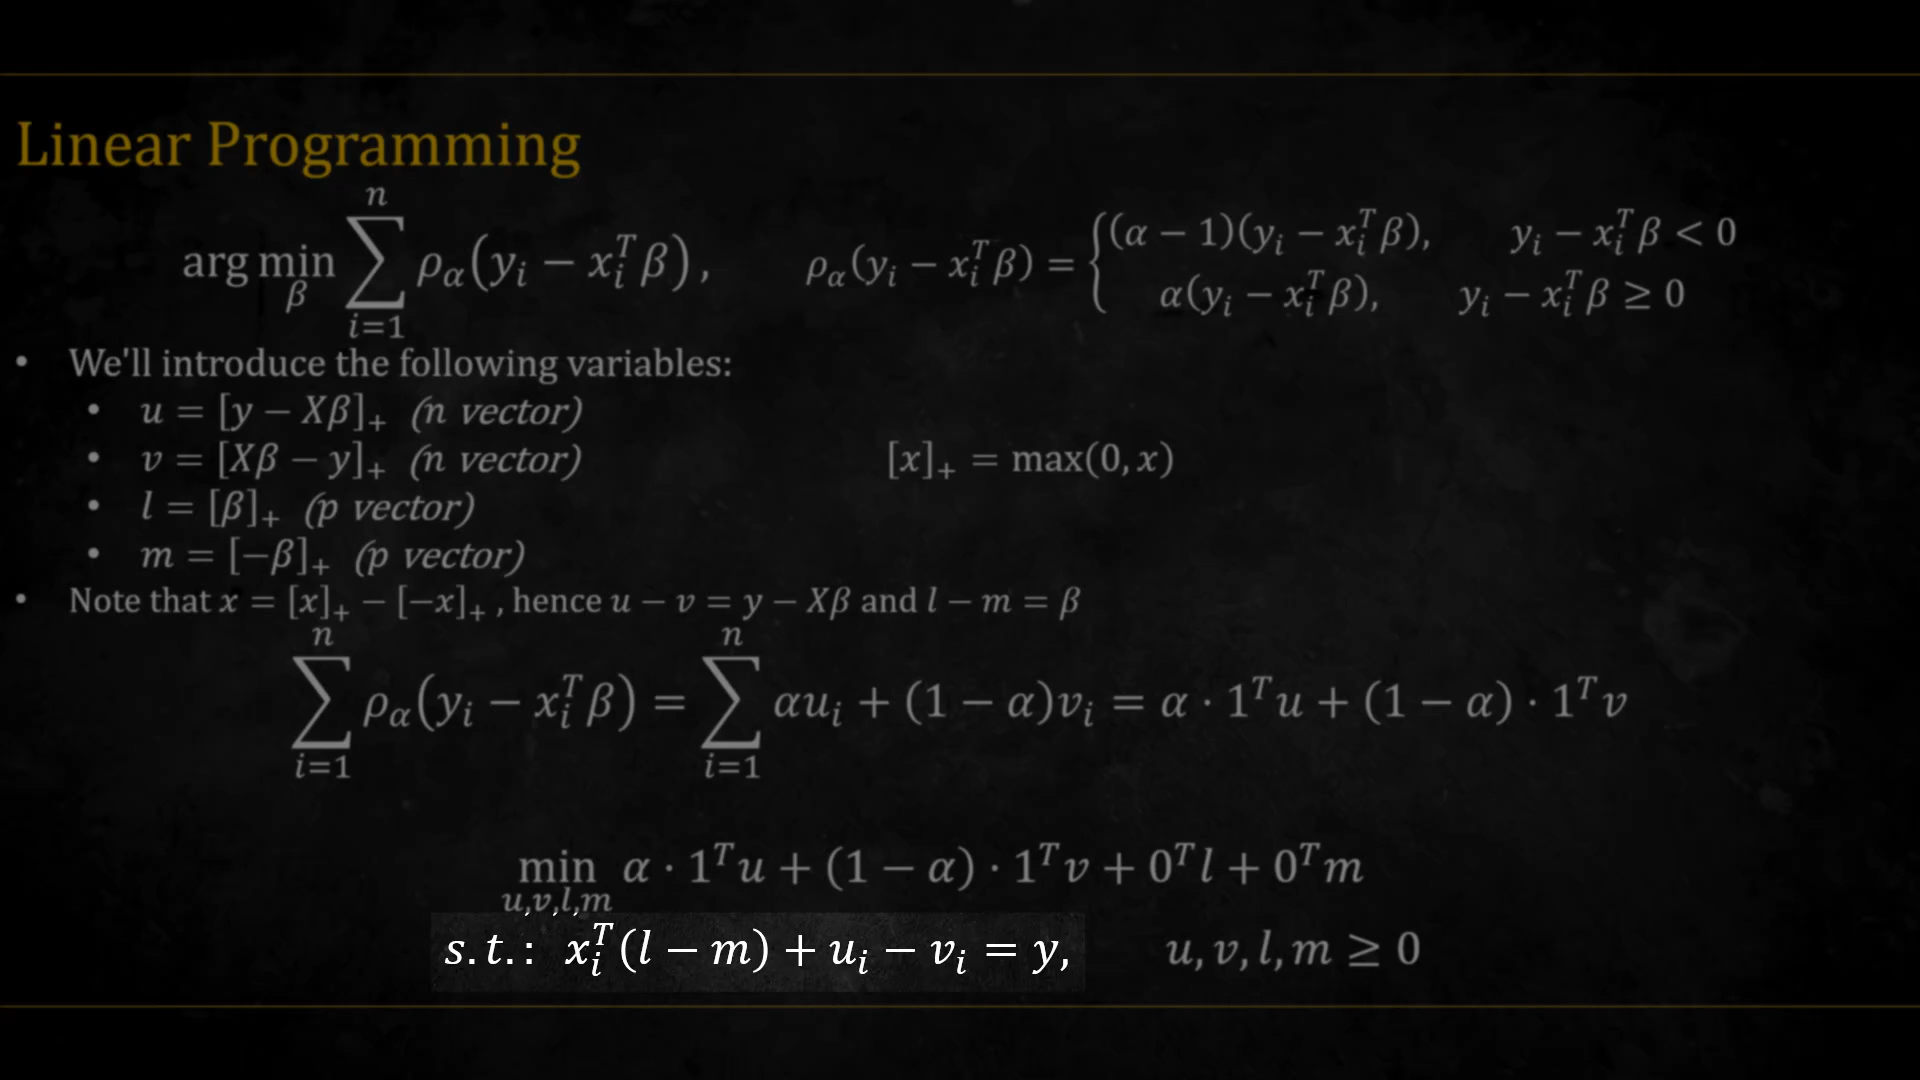 Linear Programming
arg min_β ∑_{i=1}^{n} ρ_α(y_i − x_i^T β), ρ_α(y_i − x_i^T β) = { (α − 1)(y_i − x_i^T β), y_i − x_i^T β < 0
α(y_i − x_i^T β), y_i − x_i^T β ≥ 0
• We'll introduce the following variables:
• u = [y − Xβ]_+ (n vector)
• v = [Xβ − y]_+ (n vector) [x]_+ = max(0, x)
• l = [β]_+ (p vector)
• m = [−β]_+ (p vector)
• Note that x = [x]_+ − [−x]_+ , hence u − v = y − Xβ and l − m = β
∑_{i=1}^{n} ρ_α(y_i − x_i^T β) = ∑_{i=1}^{n} αu_i + (1 − α)v_i = α · 1^T u + (1 − α) · 1^T v
min_{u,v,l,m} α · 1^T u + (1 − α) · 1^T v + 0^T l + 0^T m
s.t.: x_i^T (l − m) + u_i − v_i = y, u, v, l, m ≥ 0